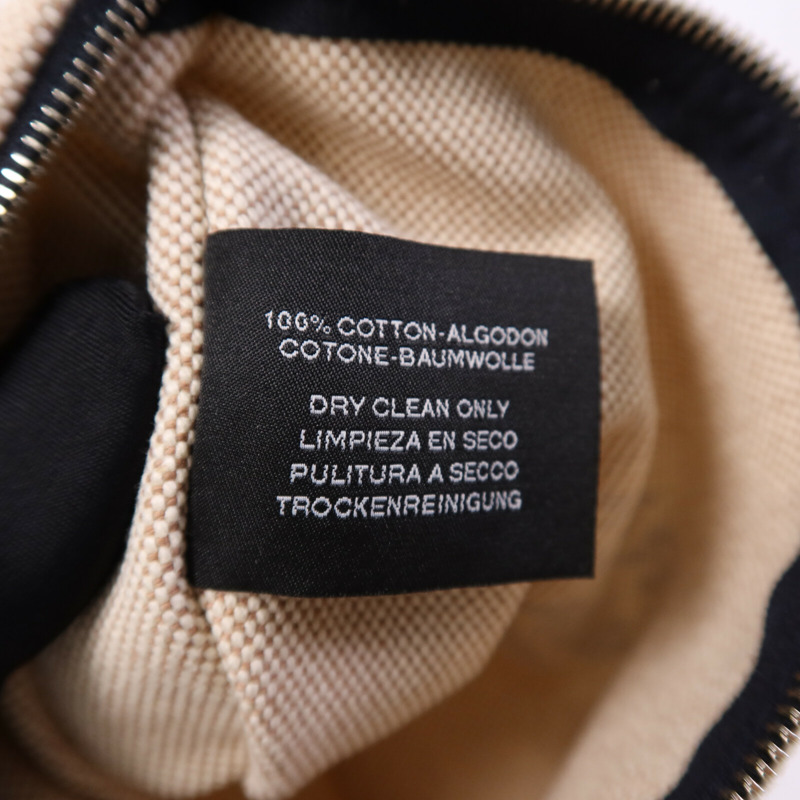 100% COTTON-ALGODON
COTONE-BAUMWOLLE
DRY CLEAN ONLY
LIMPIEZA EN SECO
PULITURA A SECCO
TROCKENREINIGUNG